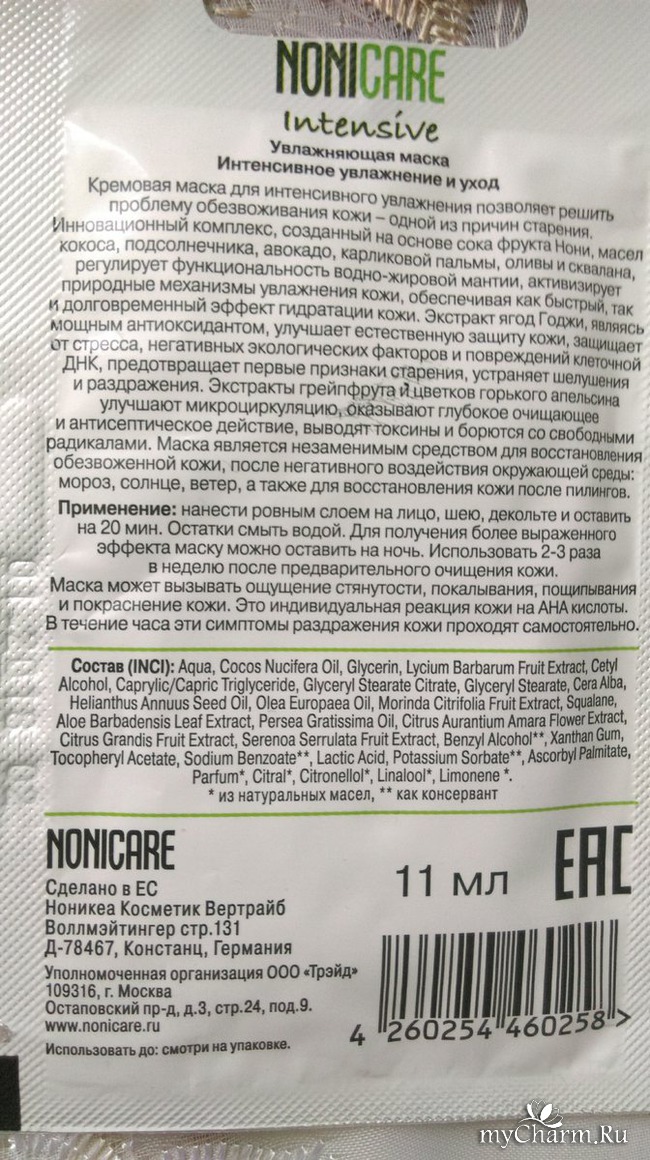 NONICARE
Intensive
Увлажняющая маска
Интенсивное увлажнение и уход
Кремовая маска для интенсивного увлажнения позволяет решить
проблему обезвоживания кожи – одной из причин старения.
Инновационный комплекс, созданный на основе сока фрукта Нони, масел
кокоса, подсолнечника, авокадо, карликовой пальмы, оливы и сквалана,
регулирует функциональность водно-жировой мантии, активизирует
природные механизмы увлажнения кожи, обеспечивая как быстрый, так
и долговременный эффект гидратации кожи. Экстракт ягод Годжи, являясь
мощным антиоксидантом, улучшает естественную защиту кожи, защищает
от стресса, негативных экологических факторов и повреждений клеточной
ДНК, предотвращает первые признаки старения, устраняет шелушения
и раздражения. Экстракты грейпфрута и цветков горького апельсина
улучшают микроциркуляцию, оказывают глубокое очищающее
и антисептическое действие, выводят токсины и борются со свободными
радикалами. Маска является незаменимым средством для восстановления
обезвоженной кожи, после негативного воздействия окружающей среды:
мороз, солнце, ветер, а также для восстановления кожи после пилингов.
Применение: нанести ровным слоем на лицо, шею, декольте и оставить
на 20 мин. Остатки смыть водой. Для получения более выраженного
эффекта маску можно оставить на ночь. Использовать 2-3 раза
в неделю после предварительного очищения кожи.
Маска может вызывать ощущение стянутости, покалывания, пощипывания
и покраснение кожи. Это индивидуальная реакция кожи на АНА кислоты.
В течение часа эти симптомы раздражения кожи проходят самостоятельно.
Состав (INCI): Aqua, Cocos Nucifera Oil, Glycerin, Lycium Barbarum Fruit Extract, Cetyl
Alcohol, Caprylic/Capric Triglyceride, Glyceryl Stearate Citrate, Glyceryl Stearate, Cera Alba,
Helianthus Annuus Seed Oil, Olea Europaea Oil, Morinda Citrifolia Fruit Extract, Squalane,
Aloe Barbadensis Leaf Extract, Persea Gratissima Oil, Citrus Aurantium Amara Flower Extract,
Citrus Grandis Fruit Extract, Serenoa Serrulata Fruit Extract, Benzyl Alcohol**, Xanthan Gum,
Tocopheryl Acetate, Sodium Benzoate**, Lactic Acid, Potassium Sorbate**, Ascorbyl Palmitate,
Parfum*, Citral*, Citronellol*, Linalool*, Limonene *.
* из натуральных масел, ** как консервант
NONICARE
Сделано в ЕС
Ноникеа Косметик Вертрайб
Воллмэйтингер стр.131
Д-78467, Констанц, Германия
Уполномоченная организация ООО «Трэйд»
109316, г. Москва
Остаповский пр-д, д.3, стр.24, под.9.
www.nonicare.ru
Использовать до: смотри на упаковке.
11 мл
EAC
4 260254 460258 >
myCharm.Ru